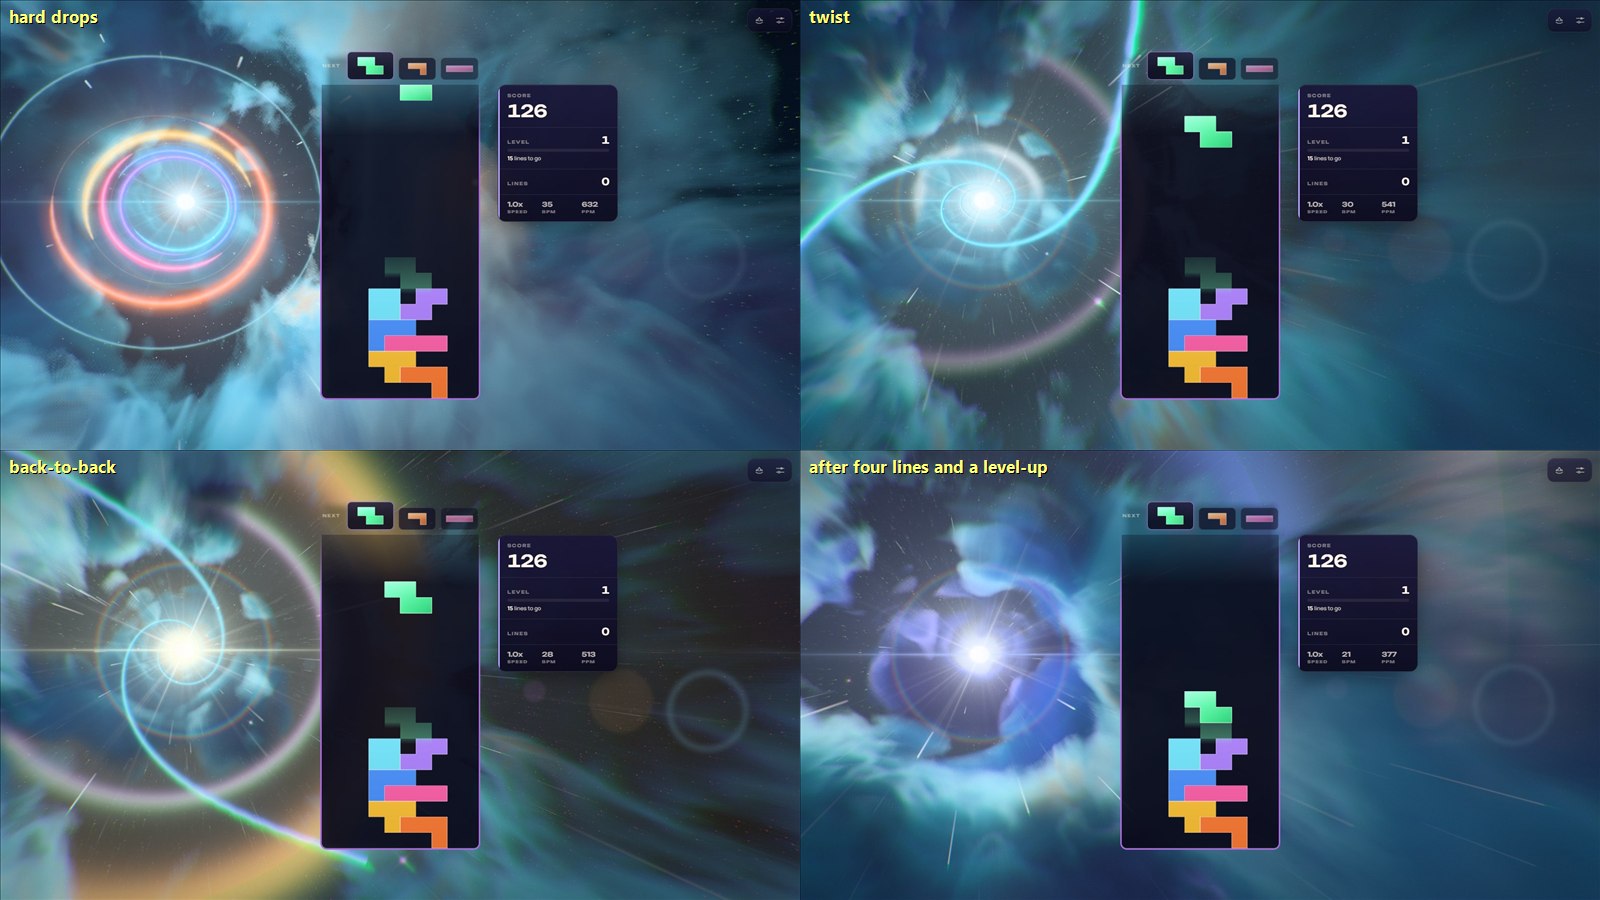 hard drops
NEXT
SCORE
126
LEVEL 1
15 lines to go
LINES 0
1.0x 35 632
SPEED BPM PPM
twist
NEXT
SCORE
126
LEVEL 1
15 lines to go
LINES 0
1.0x 30 541
SPEED BPM PPM
back-to-back
NEXT
SCORE
126
LEVEL 1
15 lines to go
LINES 0
1.0x 28 513
SPEED BPM PPM
after four lines and a level-up
NEXT
SCORE
126
LEVEL 1
15 lines to go
LINES 0
1.0x 21 377
SPEED BPM PPM